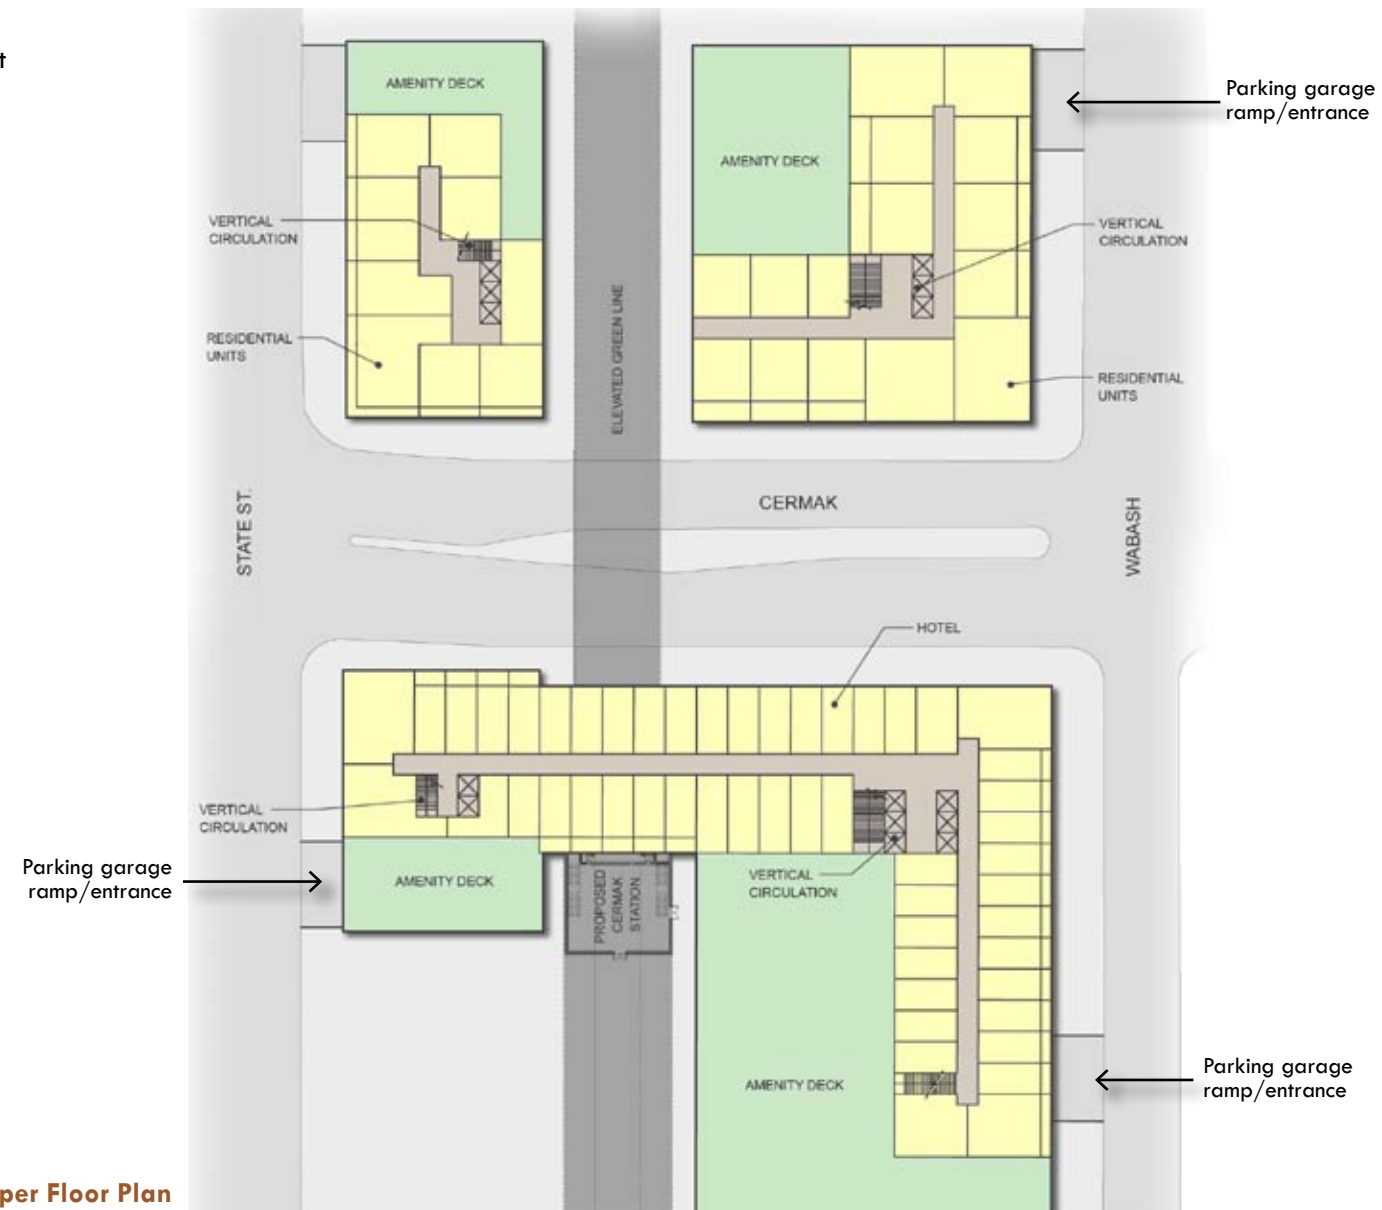 t
AMENITY DECK
Parking garage
ramp/entrance
AMENITY DECK
VERTICAL
CIRCULATION
VERTICAL
CIRCULATION
ELEVATED GREEN LINE
RESIDENTIAL
UNITS
RESIDENTIAL
UNITS
STATE ST.
CERMAK
WABASH
HOTEL
VERTICAL
CIRCULATION
Parking garage
ramp/entrance
AMENITY DECK
PROPOSED
CERMAK
STATION
VERTICAL
CIRCULATION
AMENITY DECK
Parking garage
ramp/entrance
per Floor Plan